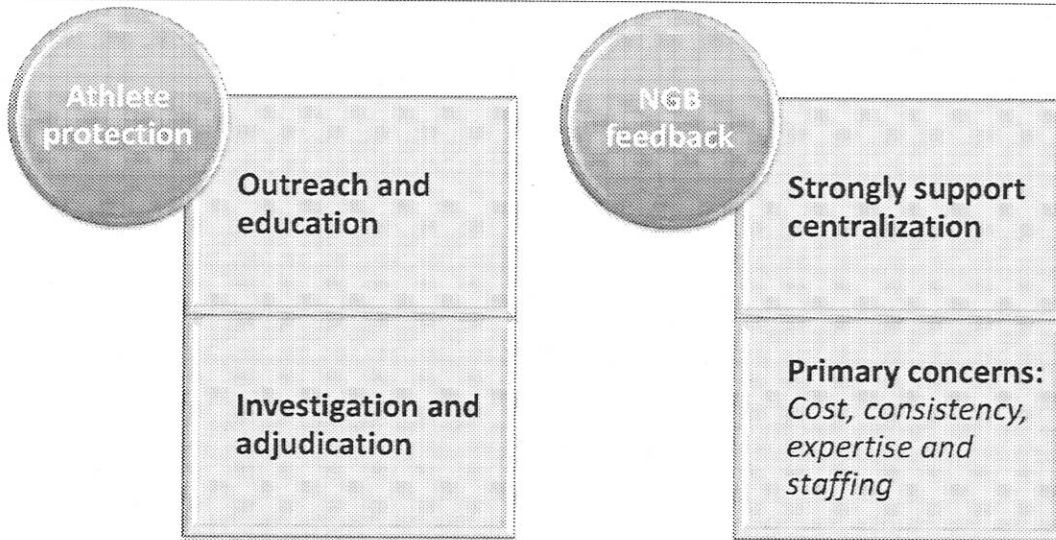 Athlete
protection
Outreach and
education
Investigation and
adjudication
NGB
feedback
Strongly support
centralization
Primary concerns:
Cost, consistency,
expertise and
staffing